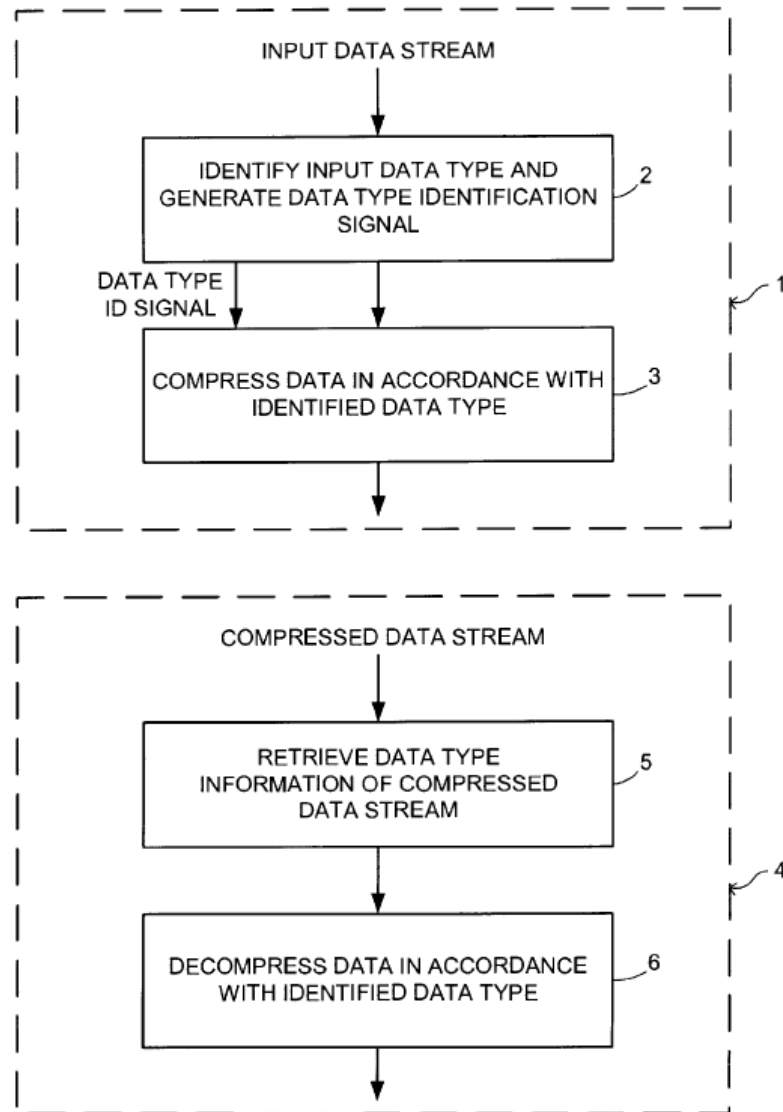 INPUT DATA STREAM
IDENTIFY INPUT DATA TYPE AND
GENERATE DATA TYPE IDENTIFICATION
SIGNAL
2
DATA TYPE
ID SIGNAL
1
COMPRESS DATA IN ACCORDANCE WITH
IDENTIFIED DATA TYPE
3
COMPRESSED DATA STREAM
RETRIEVE DATA TYPE
INFORMATION OF COMPRESSED
DATA STREAM
5
4
DECOMPRESS DATA IN ACCORDANCE
WITH IDENTIFIED DATA TYPE
6